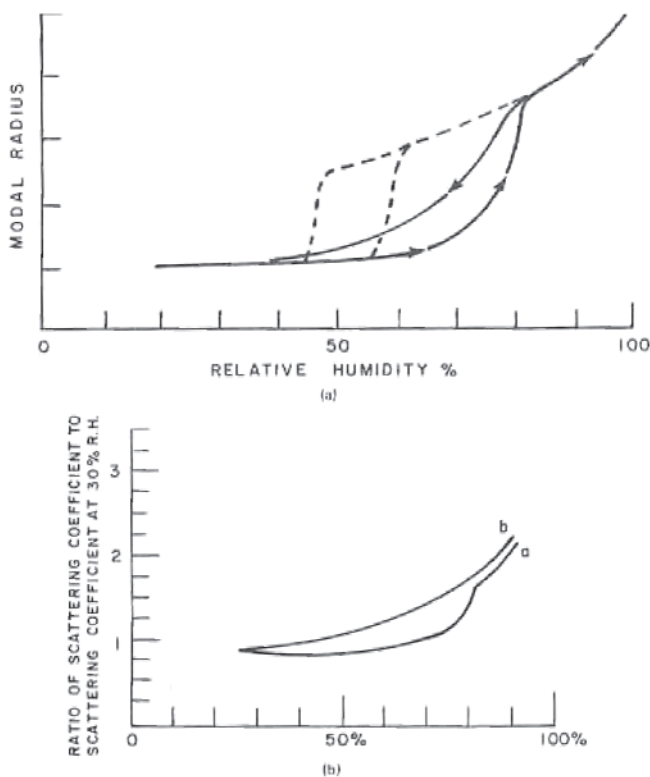 MODAL RADIUS
0
50
100
RELATIVE HUMIDITY %
(a)
RATIO OF SCATTERING COEFFICIENT TO
SCATTERING COEFFICIENT AT 30% R.H.
3
2
1
b
a
0
50%
100%
(b)